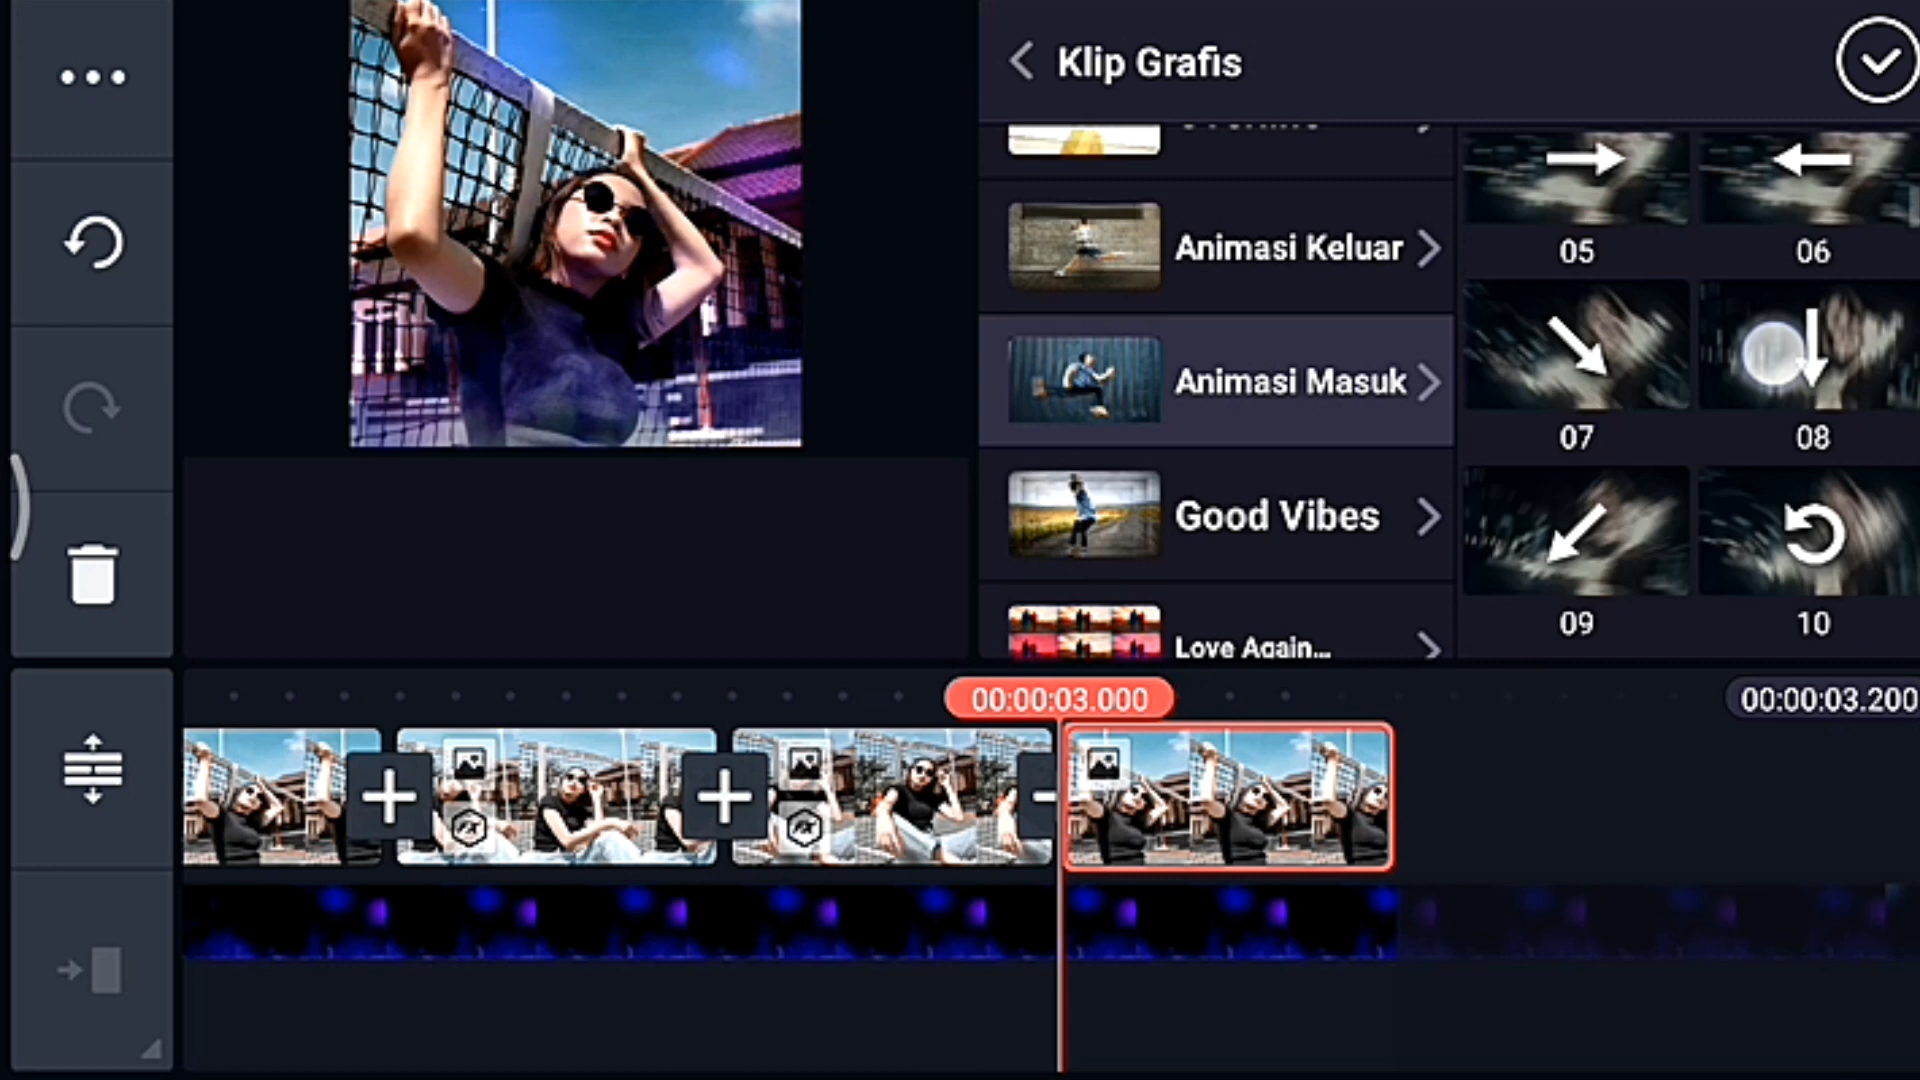 Klip Grafis
Animasi Keluar
Animasi Masuk
Good Vibes
Love Again...
05
06
07
08
09
10
00:00:03.000
00:00:03.200